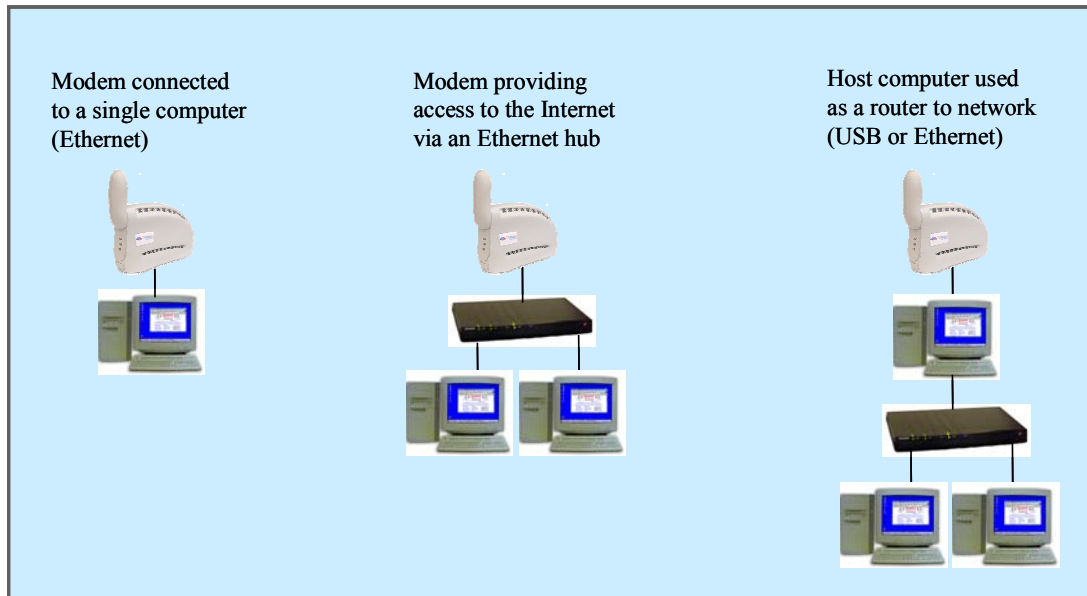 Modem connected
to a single computer
(Ethernet)
Modem providing
access to the Internet
via an Ethernet hub
Host computer used
as a router to network
(USB or Ethernet)